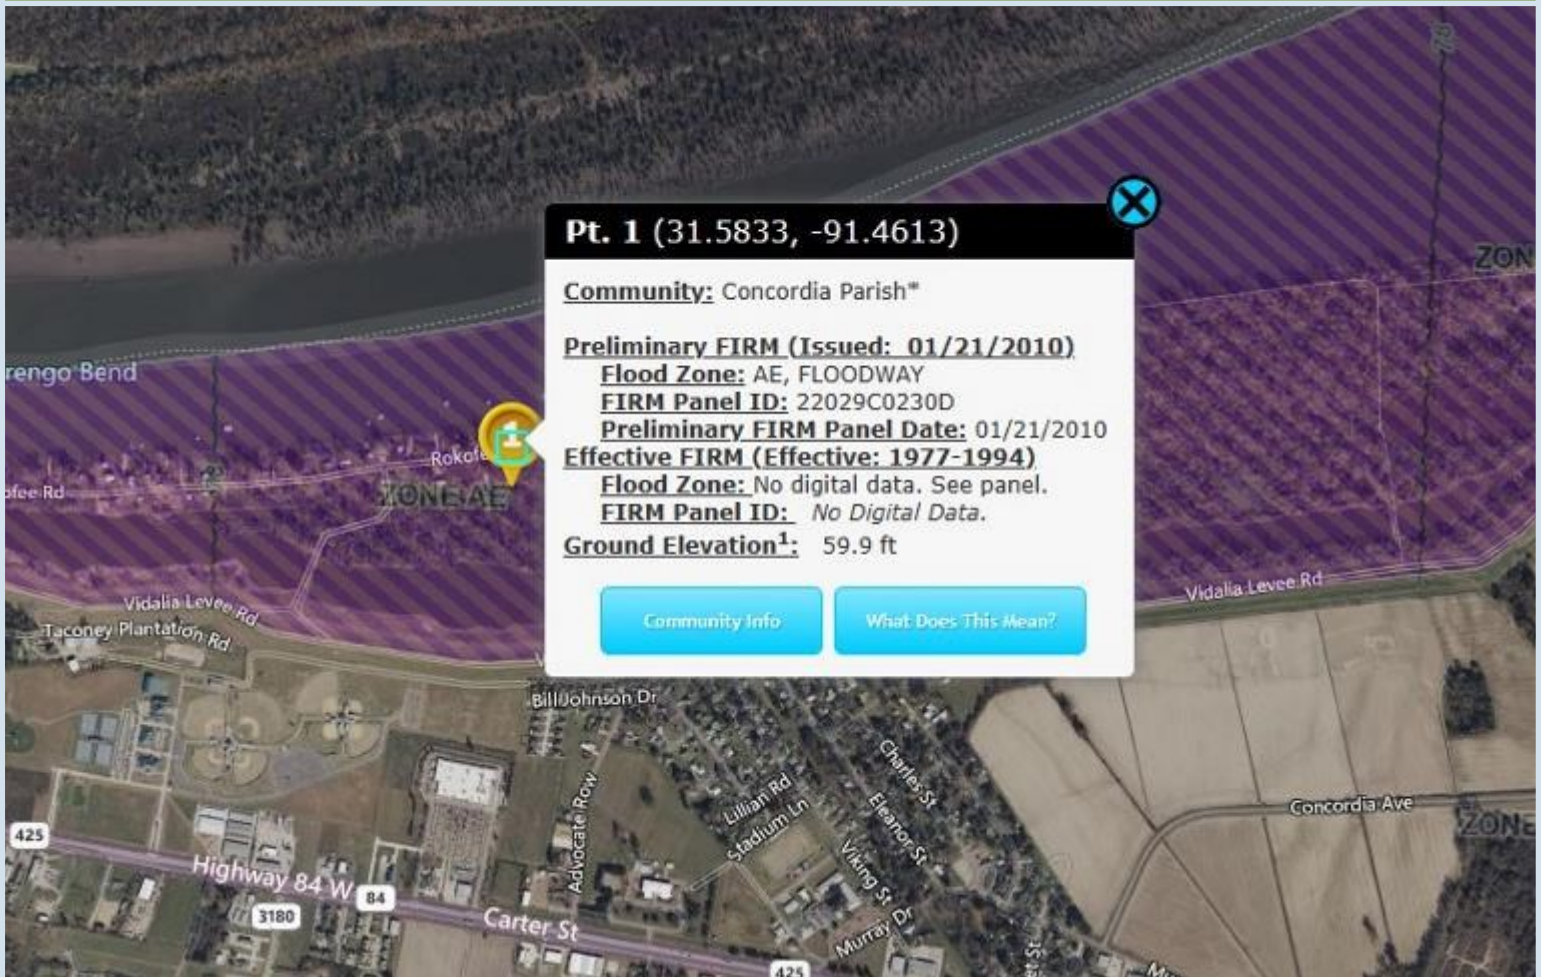 Pt. 1 (31.5833, -91.4613)
Community: Concordia Parish*
Preliminary FIRM (Issued: 01/21/2010)
Flood Zone: AE, FLOODWAY
FIRM Panel ID: 22029C0230D
Preliminary FIRM Panel Date: 01/21/2010
Effective FIRM (Effective: 1977-1994)
Flood Zone: No digital data. See panel.
FIRM Panel ID: No Digital Data.
Ground Elevation1: 59.9 ft
Community Info
What Does This Mean?
ZON
rengo Bend
1
Rokofe
ofee Rd
ZONE AE
Vidalia Levee Rd
Vidalia Levee Rd
Taconey Plantation Rd
Bill Johnson Dr
Charles St
Lillian Rd
Stadium Ln
Eleanor St
Concordia Ave
ZONE
Advocate Row
Viking St
425
Highway 84 W
84
3180
Carter St
Murray Dr
425